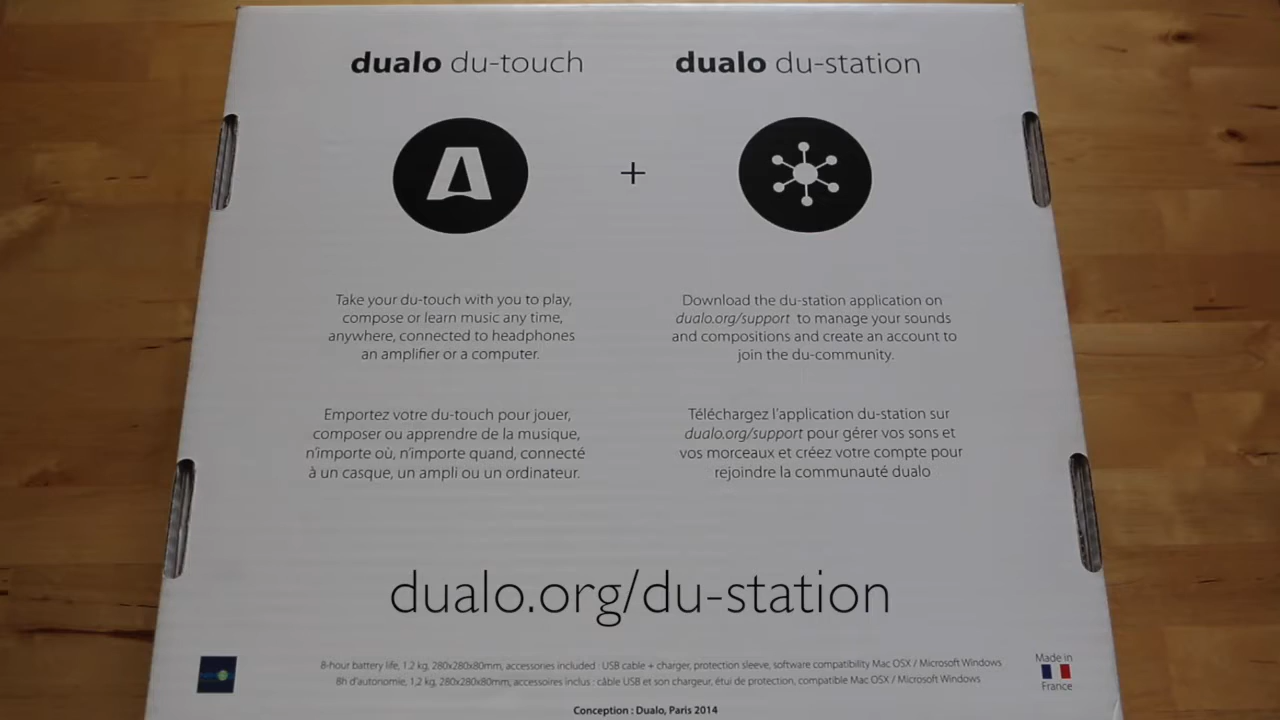 dualo du-touch
dualo du-station
+
Take your du-touch with you to play,
compose or learn music any time,
anywhere, connected to headphones
an amplifier or a computer.
Download the du-station application on
dualo.org/support to manage your sounds
and compositions and create an account to
join the du-community.
Emportez votre du-touch pour jouer,
composer ou apprendre de la musique,
n'importe où, n'importe quand, connecté
à un casque, un ampli ou un ordinateur.
Téléchargez l'application du-station sur
dualo.org/support pour gérer vos sons et
vos morceaux et créez votre compte pour
rejoindre la communauté dualo
dualo.org/du-station
8-hour battery life, 1,2 kg, 280x280x80mm, accessories included : USB cable + charger, protection sleeve, software compatibility Mac OSX / Microsoft Windows
8h d'autonomie, 1,2 kg, 280x280x80mm, accessoires inclus : câble USB et son chargeur, étui de protection, compatible Mac OSX / Microsoft Windows
Made in
France
Conception : Dualo, Paris 2014